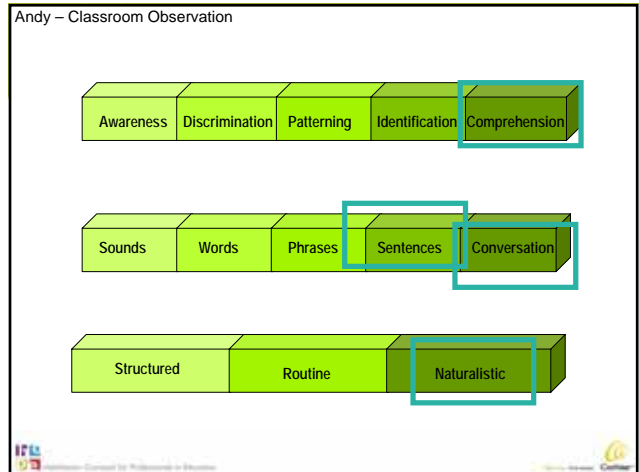 Andy – Classroom Observation
Awareness Discrimination Patterning Identification Comprehension
Sounds Words Phrases Sentences Conversation
Structured Routine Naturalistic